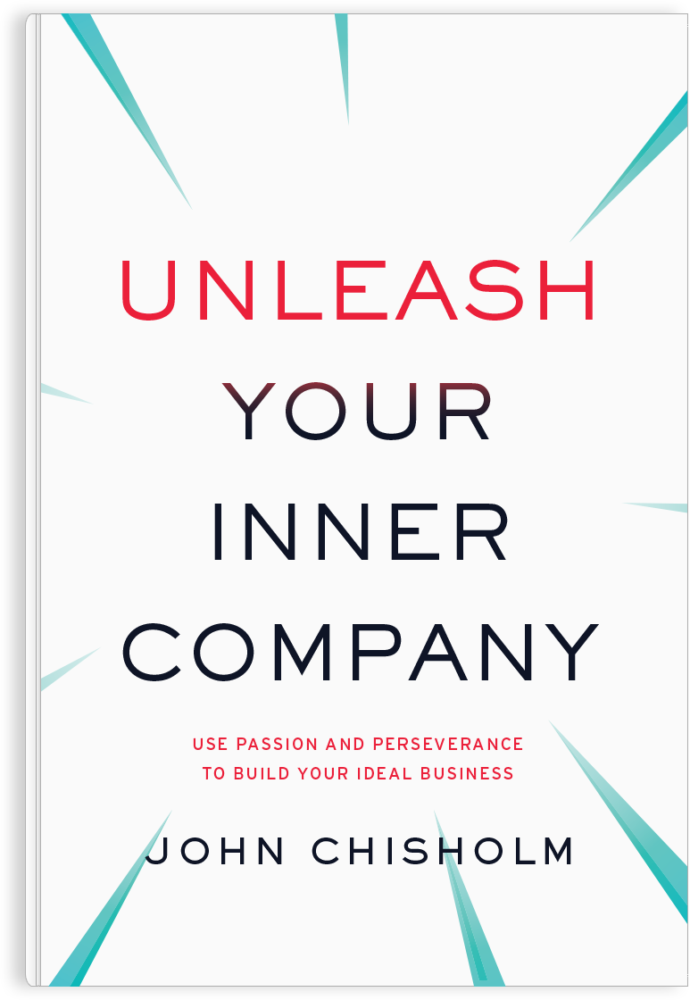 UNLEASH
YOUR
INNER
COMPANY
USE PASSION AND PERSEVERANCE
TO BUILD YOUR IDEAL BUSINESS
JOHN CHISHOLM